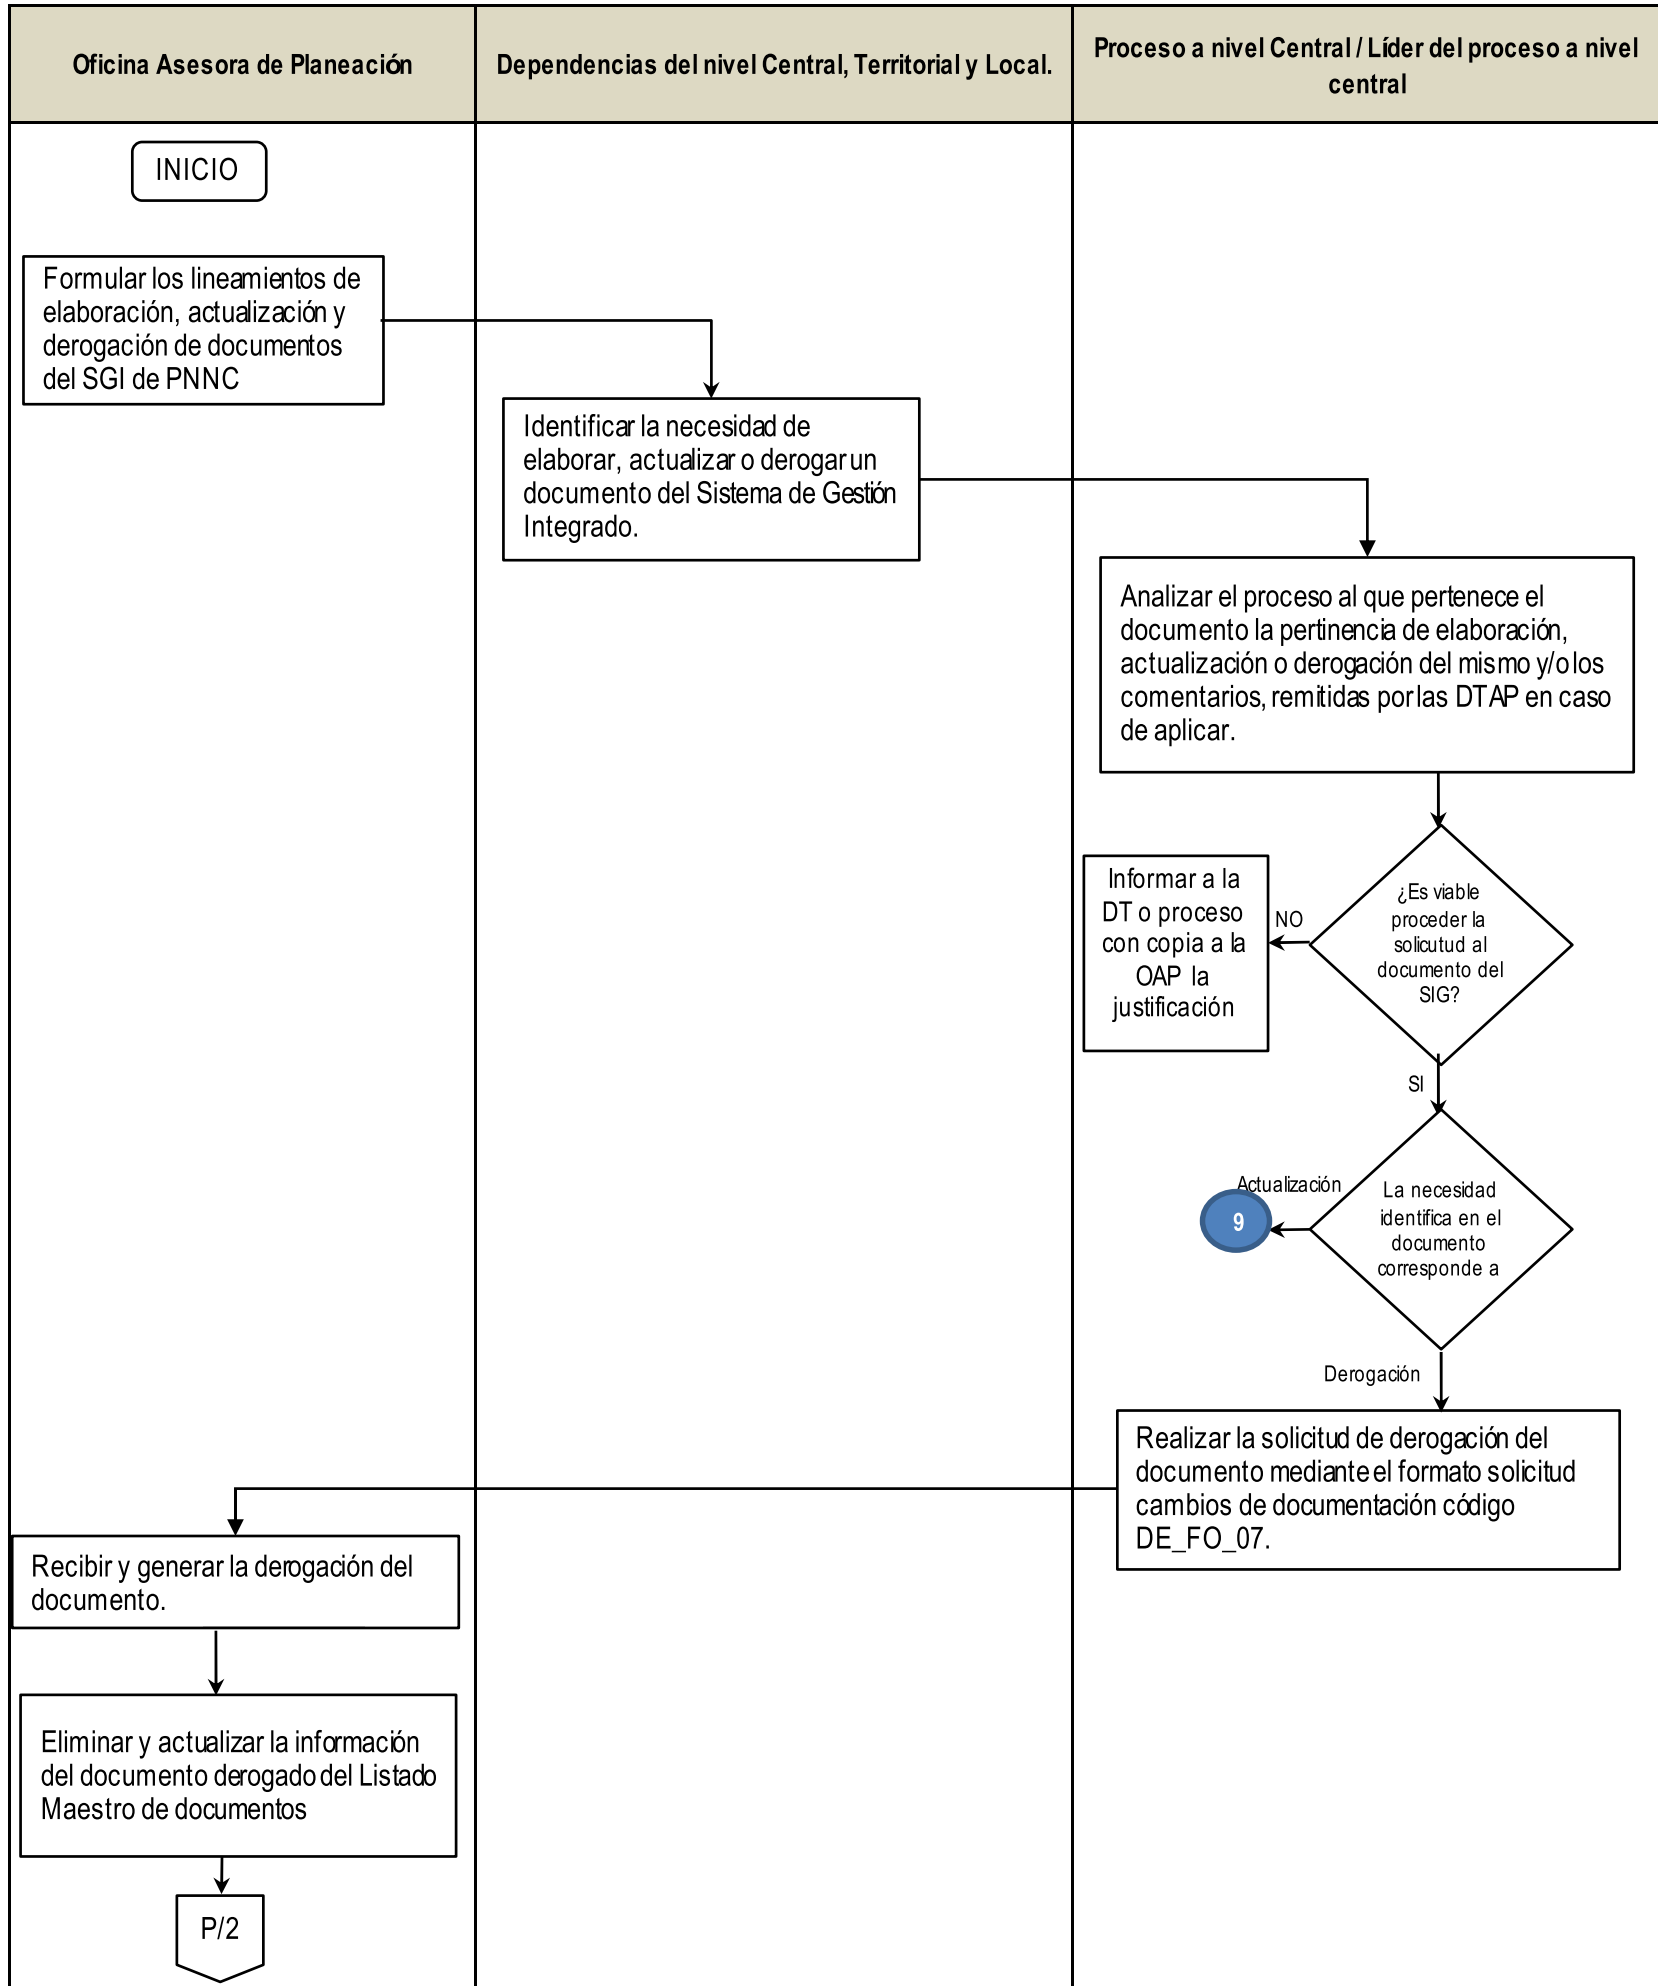 Oficina Asesora de Planeación
Dependencias del nivel Central, Territorial y Local.
Proceso a nivel Central / Líder del proceso a nivel
central
INICIO
Formular los lineamientos de
elaboración, actualización y
derogación de documentos
del SGI de PNNC
Identificar la necesidad de
elaborar, actualizar o derogar un
documento del Sistema de Gestión
Integrado.
Analizar el proceso al que pertenece el
documento la pertinencia de elaboración,
actualización o derogación del mismo y/o los
comentarios, remitidas por las DTAP en caso
de aplicar.
¿Es viable
proceder la
solicutud al
documento del
SIG?
NO
Informar a la
DT o proceso
con copia a la
OAP la
justificación
SI
La necesidad
identifica en el
documento
corresponde a
Actualización
9
Derogación
Realizar la solicitud de derogación del
documento mediante el formato solicitud
cambios de documentación código
DE_FO_07.
Recibir y generar la derogación del
documento.
Eliminar y actualizar la información
del documento derogado del Listado
Maestro de documentos
P/2